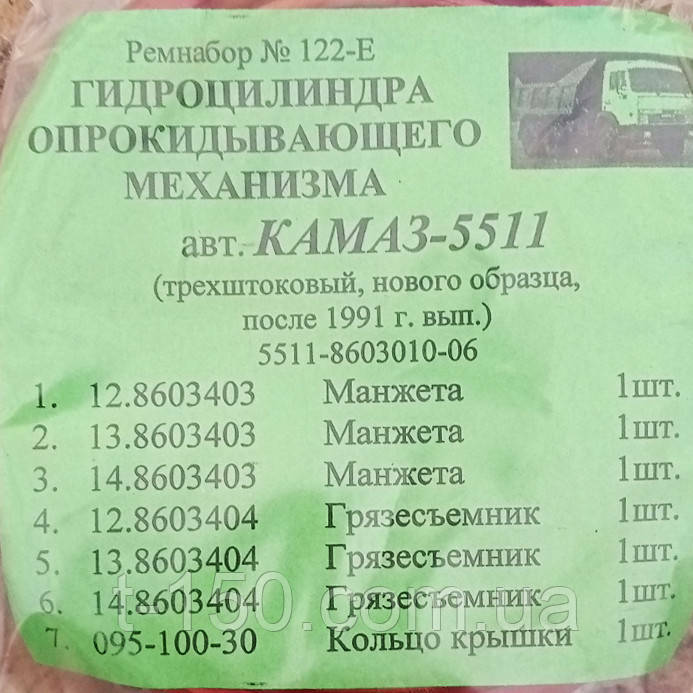 Ремнабор № 122-Е
ГИДРОЦИЛИНДРА
ОПРОКИДЫВАЮЩЕГО
МЕХАНИЗМА
авт. КАМАЗ-5511
(трехштоковый, нового образца,
после 1991 г. вып.)
5511-8603010-06
1. 12.8603403 Манжета 1шт.
2. 13.8603403 Манжета 1шт.
3. 14.8603403 Манжета 1шт.
4. 12.8603404 Грязесъемник 1шт.
5. 13.8603404 Грязесъемник 1шт.
6. 14.8603404 Грязесъемник 1шт.
7. 095-100-30 Кольцо крышки 1шт.
t-150.com.ua